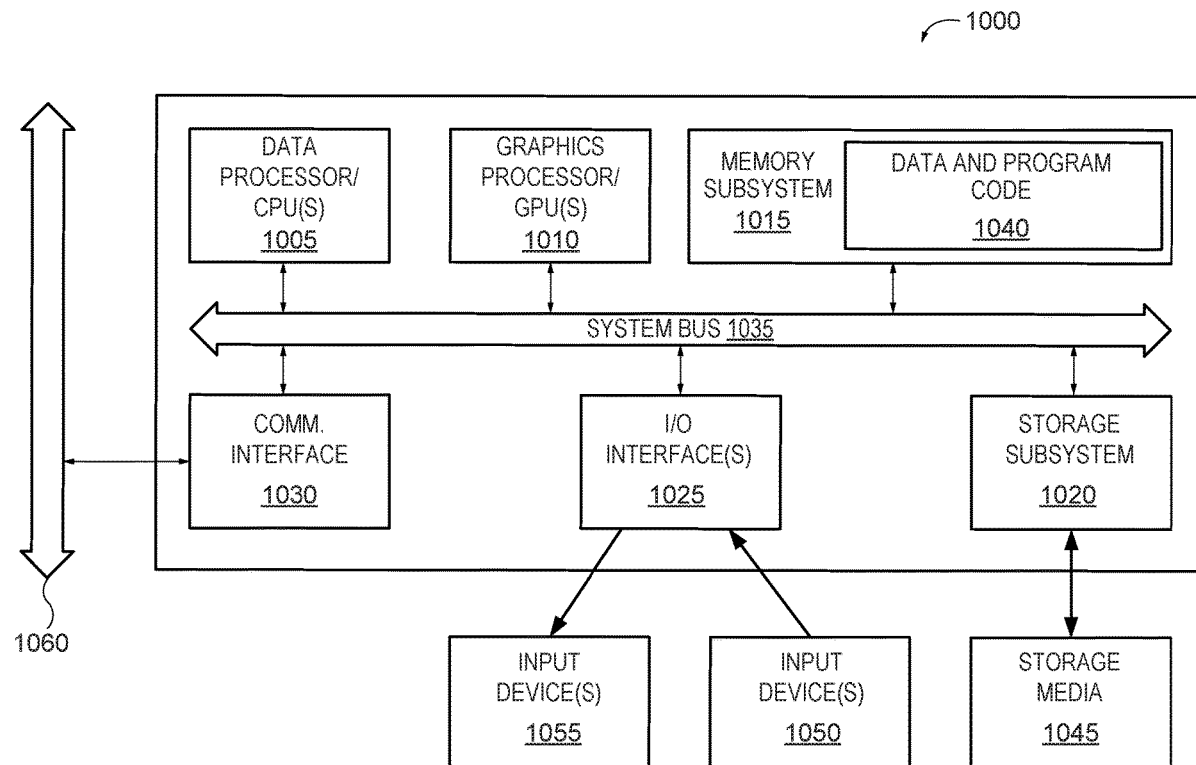 1000
DATA
PROCESSOR/
CPU(S)
1005
GRAPHICS
PROCESSOR/
GPU(S)
1010
MEMORY
SUBSYSTEM
1015
DATA AND PROGRAM
CODE
1040
SYSTEM BUS 1035
COMM.
INTERFACE
1030
I/O
INTERFACE(S)
1025
STORAGE
SUBSYSTEM
1020
1060
INPUT
DEVICE(S)
1055
INPUT
DEVICE(S)
1050
STORAGE
MEDIA
1045